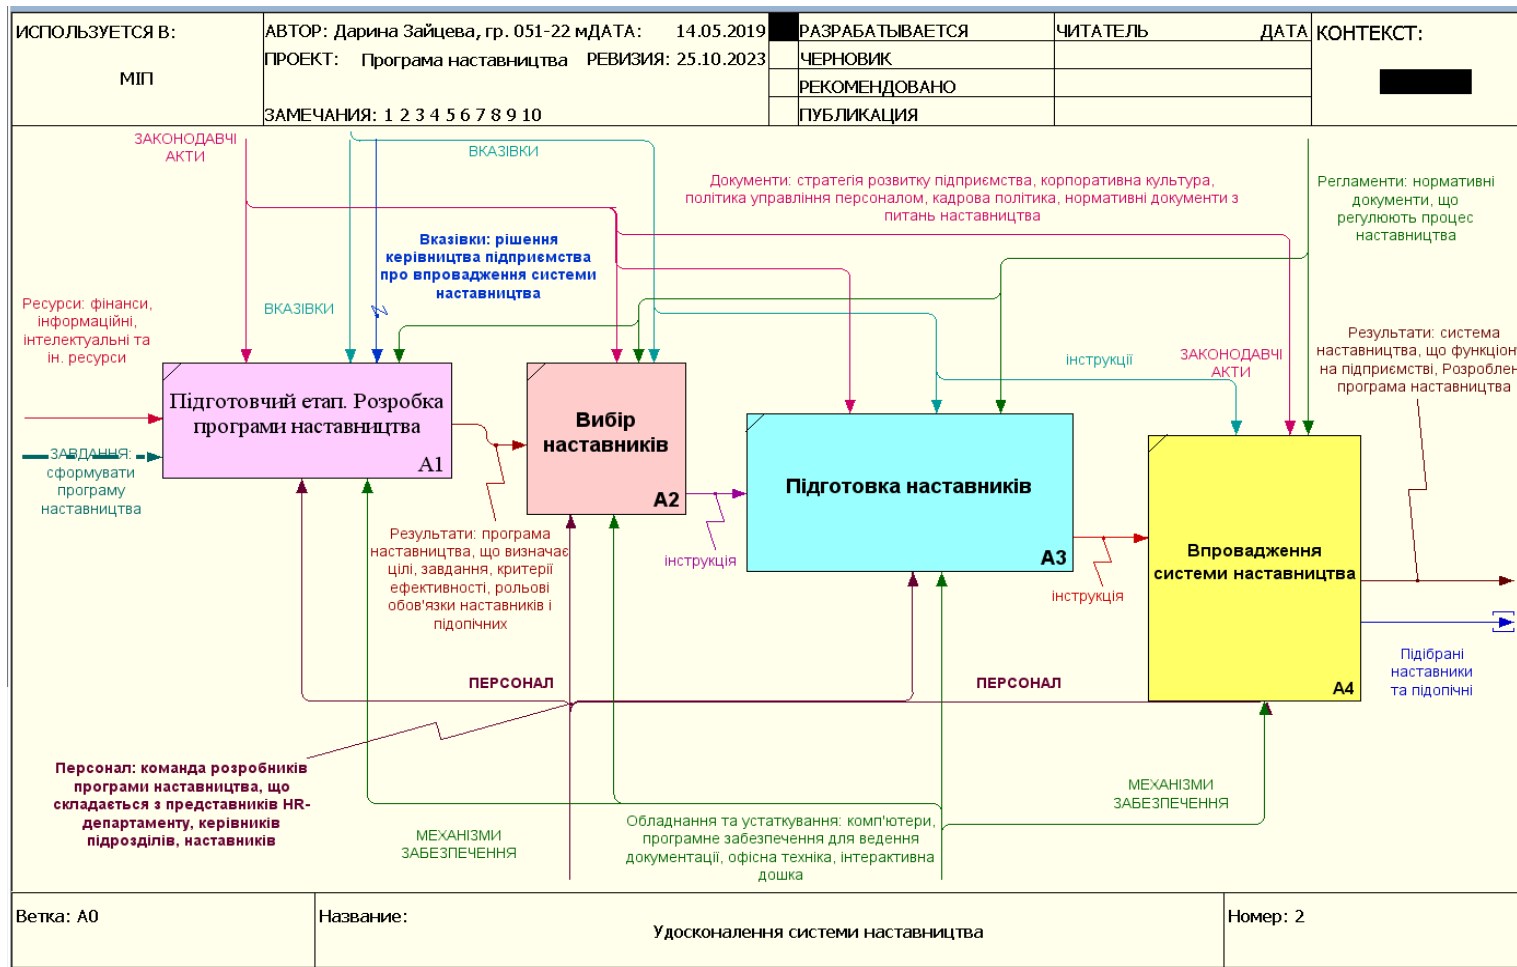 ИСПОЛЬЗУЕТСЯ В:
МІП
АВТОР: Дарина Зайцева, гр. 051-22 мДАТА: 14.05.2019
ПРОЕКТ: Програма наставництва РЕВИЗИЯ: 25.10.2023
ЗАМЕЧАНИЯ: 1 2 3 4 5 6 7 8 9 10
РАЗРАБАТЫВАЕТСЯ
ЧЕРНОВИК
РЕКОМЕНДОВАНО
ПУБЛИКАЦИЯ
ЧИТАТЕЛЬ ДАТА
КОНТЕКСТ:
ЗАКОНОДАВЧІ
АКТИ
ВКАЗІВКИ
Документи: стратегія розвитку підприємства, корпоративна культура,
політика управління персоналом, кадрова політика, нормативні документи з
питань наставництва
Регламенти: нормативні
документи, що
регулюють процес
наставництва
Вказівки: рішення
керівництва підприємства
про впровадження системи
наставництва
ВКАЗІВКИ
Ресурси: фінанси,
інформаційні,
інтелектуальні та
ін. ресурси
ЗАВДАННЯ:
сформувати
програму
наставництва
Підготовчий етап. Розробка
програми наставництва
A1
Вибір
наставників
A2
Підготовка наставників
A3
Впровадження
системи наставництва
A4
інструкції
ЗАКОНОДАВЧІ
АКТИ
Результати: система
наставництва, що функціону
на підприємстві, Розроблен
програма наставництва
Результати: програма
наставництва, що визначає
цілі, завдання, критерії
ефективності, рольові
обов'язки наставників і
підопічних
інструкція
інструкція
Підібрані
наставники
та підопічні
ПЕРСОНАЛ
ПЕРСОНАЛ
Персонал: команда розробників
програми наставництва, що
складається з представників HR-
департаменту, керівників
підрозділів, наставників
МЕХАНІЗМИ
ЗАБЕЗПЕЧЕННЯ
Обладнання та устаткування: комп'ютери,
програмне забезпечення для ведення
документації, офісна техніка, інтерактивна
дошка
МЕХАНІЗМИ
ЗАБЕЗПЕЧЕННЯ
Ветка: A0
Название:
Удосконалення системи наставництва
Номер: 2